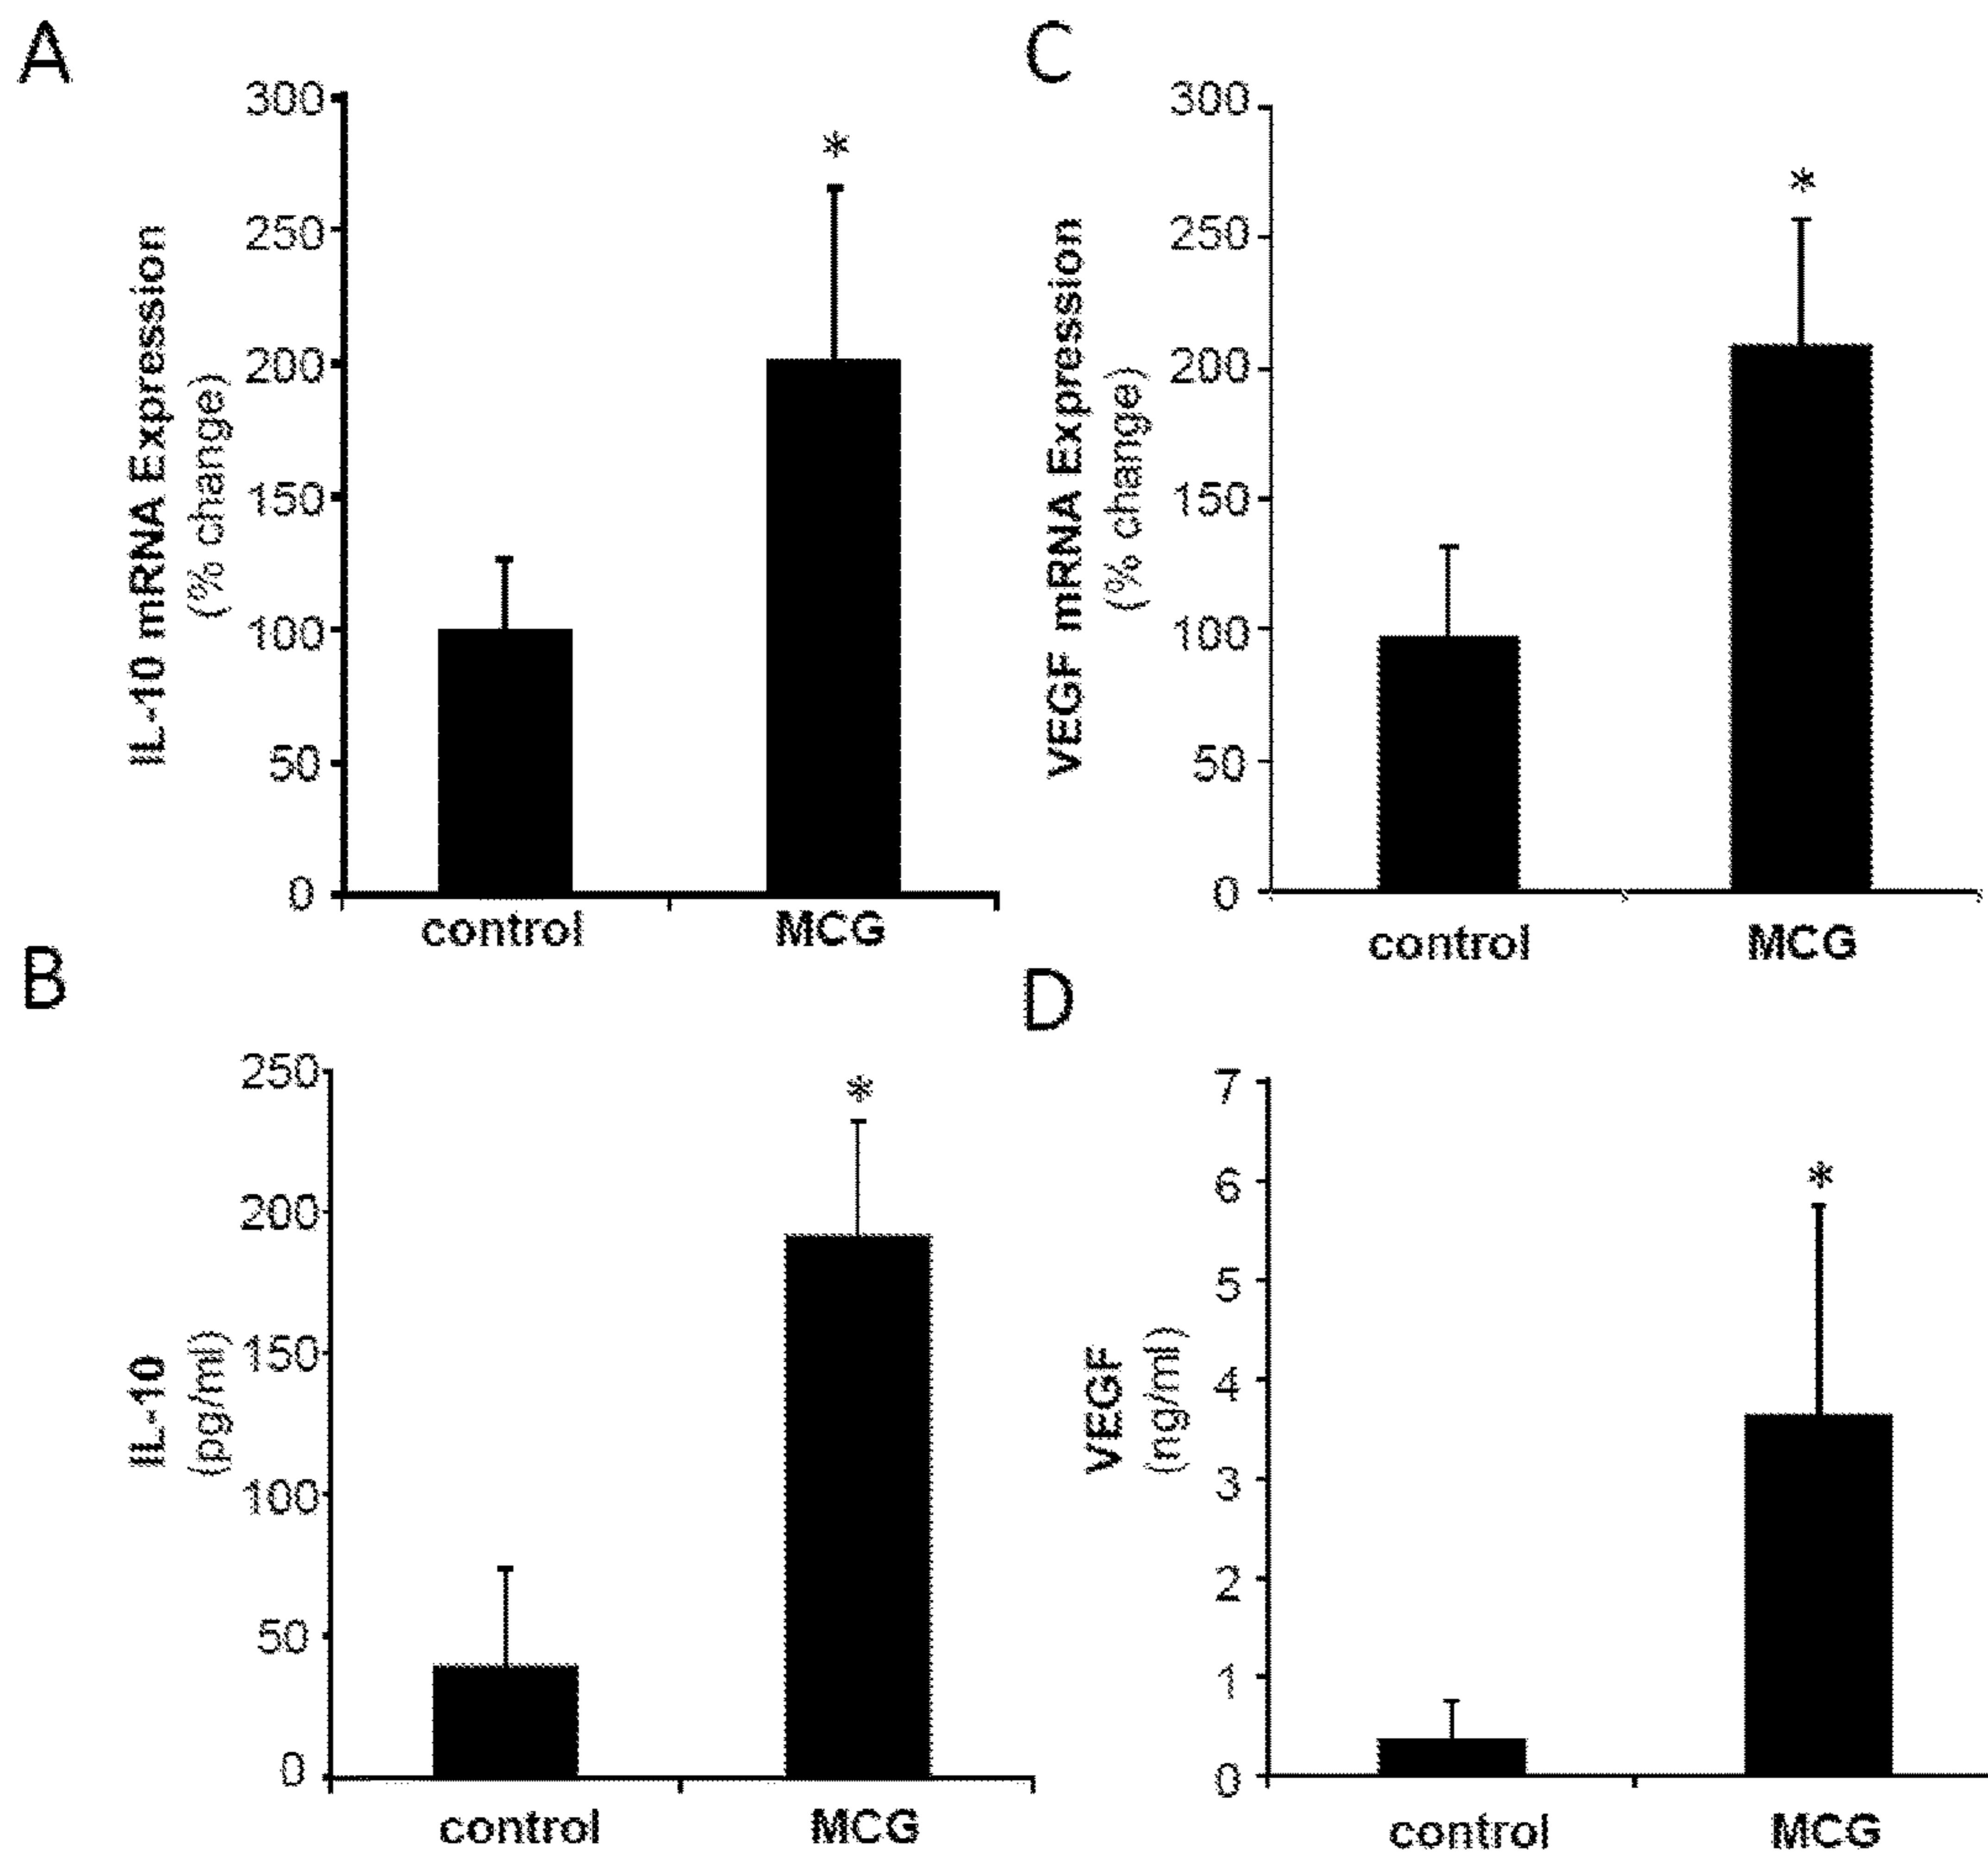 A
300
250
200
150
100
50
0
IL-10 mRNA Expression
(% change)
*
control
MCG
C
300
250
200
150
100
50
0
VEGF mRNA Expression
(% change)
*
control
MCG
B
250
200
150
100
50
0
IL-10
(pg/ml)
*
control
MCG
D
7
6
5
4
3
2
1
0
VEGF
(ng/ml)
*
control
MCG